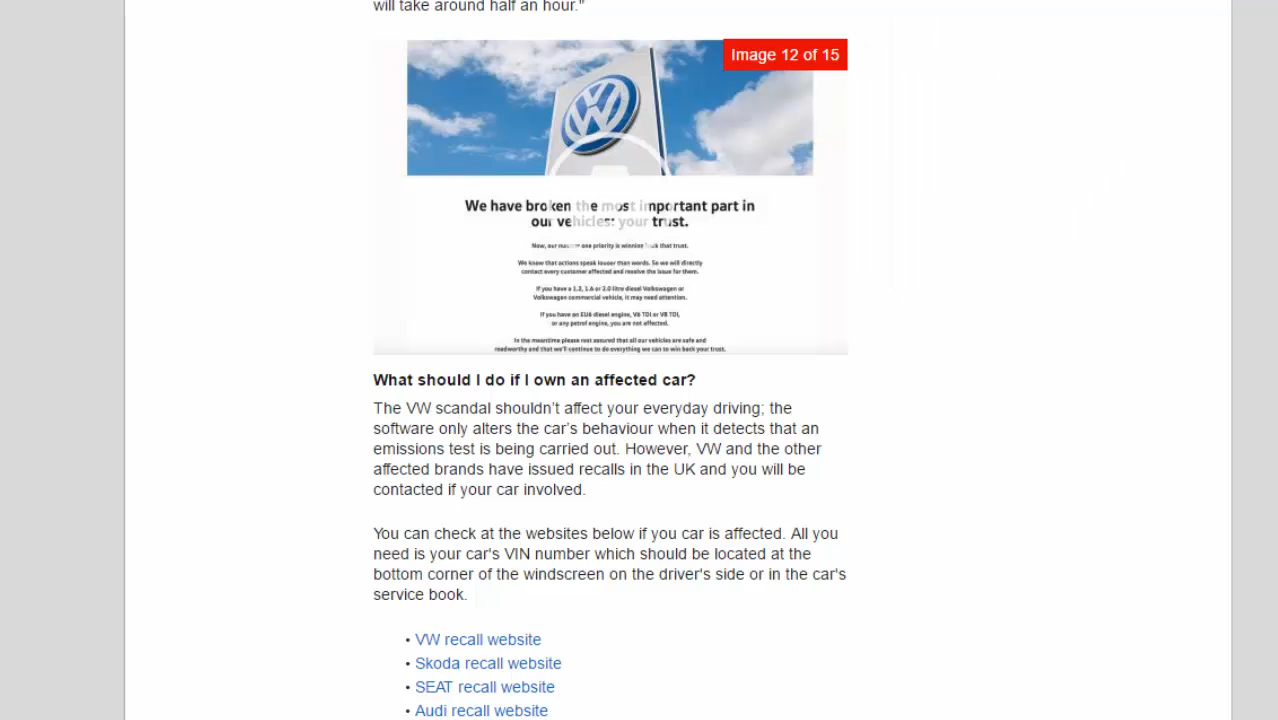 will take around half an hour."
Image 12 of 15
We have broken the most important part in
our vehicles: your trust.
Now, our number one priority is winning back that trust.
We know that actions speak louder than words. So we will directly
contact every customer affected and resolve the issue for them.
If you have a 1.2, 1.6 or 2.0 litre diesel Volkswagen or
Volkswagen commercial vehicle, it may need attention.
If you have an EU6 diesel engine, V6 TDI or V8 TDI,
or any petrol engine, you are not affected.
In the meantime please rest assured that all our vehicles are safe and
roadworthy and that we'll continue to do everything we can to win back your trust.
What should I do if I own an affected car?
The VW scandal shouldn’t affect your everyday driving; the
software only alters the car’s behaviour when it detects that an
emissions test is being carried out. However, VW and the other
affected brands have issued recalls in the UK and you will be
contacted if your car involved.
You can check at the websites below if you car is affected. All you
need is your car's VIN number which should be located at the
bottom corner of the windscreen on the driver's side or in the car's
service book.
• VW recall website
• Skoda recall website
• SEAT recall website
• Audi recall website